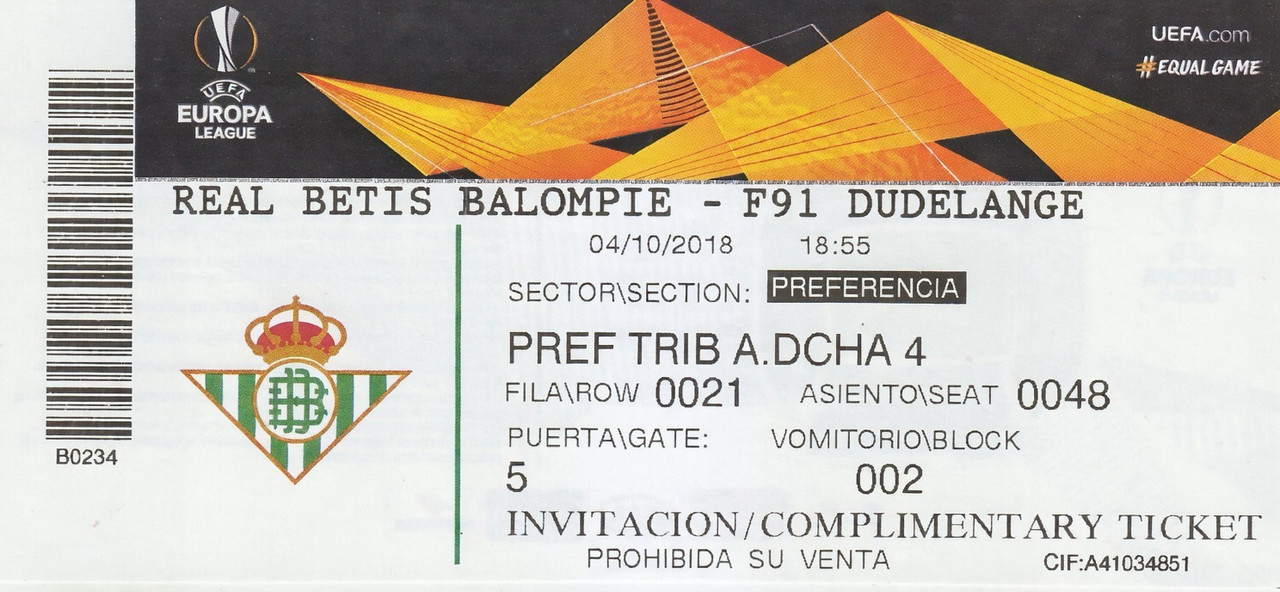 UEFA
EUROPA
LEAGUE
UEFA.com
#EQUAL GAME
REAL BETIS BALOMPIE - F91 DUDELANGE
04/10/2018 18:55
SECTOR\SECTION: PREFERENCIA
PREF TRIB A.DCHA 4
FILA\ROW 0021 ASIENTO\SEAT 0048
PUERTA\GATE: VOMITORIO\BLOCK
5 002
INVITACION/COMPLIMENTARY TICKET
PROHIBIDA SU VENTA CIF:A41034851
B0234